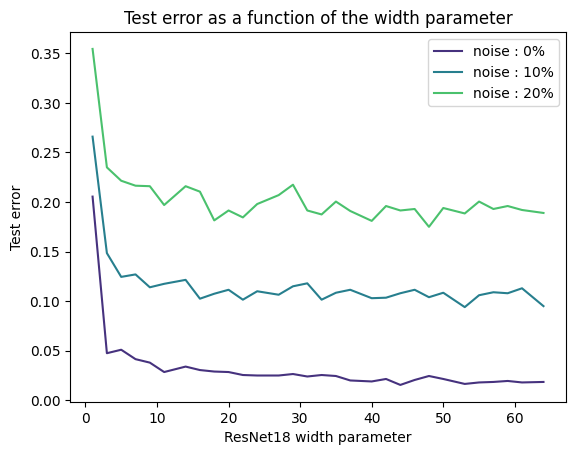 Test error as a function of the width parameter
noise : 0%
noise : 10%
noise : 20%
Test error
0.35
0.30
0.25
0.20
0.15
0.10
0.05
0.00
0 10 20 30 40 50 60
ResNet18 width parameter